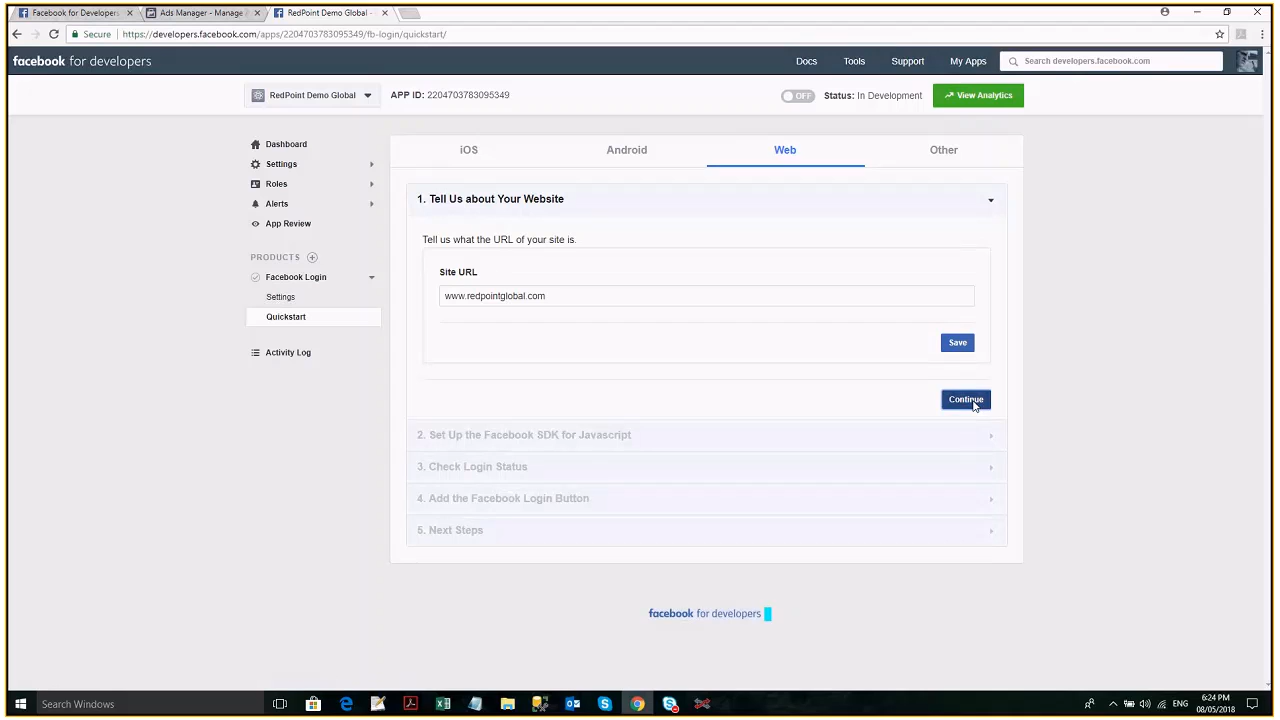 Facebook for Developers
Ads Manager - Manage
RedPoint Demo Global -
Secure
https://developers.facebook.com/apps/2204703783095349/fb-login/quickstart/
facebook for developers
Docs
Tools
Support
My Apps
Search developers.facebook.com
RedPoint Demo Global
APP ID: 2204703783095349
OFF
Status: In Development
View Analytics
Dashboard
Settings
Roles
Alerts
App Review
PRODUCTS
Facebook Login
Settings
Quickstart
Activity Log
iOS
Android
Web
Other
1. Tell Us about Your Website
Tell us what the URL of your site is.
Site URL
www.redpointglobal.com
Save
Continue
2. Set Up the Facebook SDK for Javascript
3. Check Login Status
4. Add the Facebook Login Button
5. Next Steps
facebook for developers
Search Windows
ENG
6:24 PM
08/05/2018